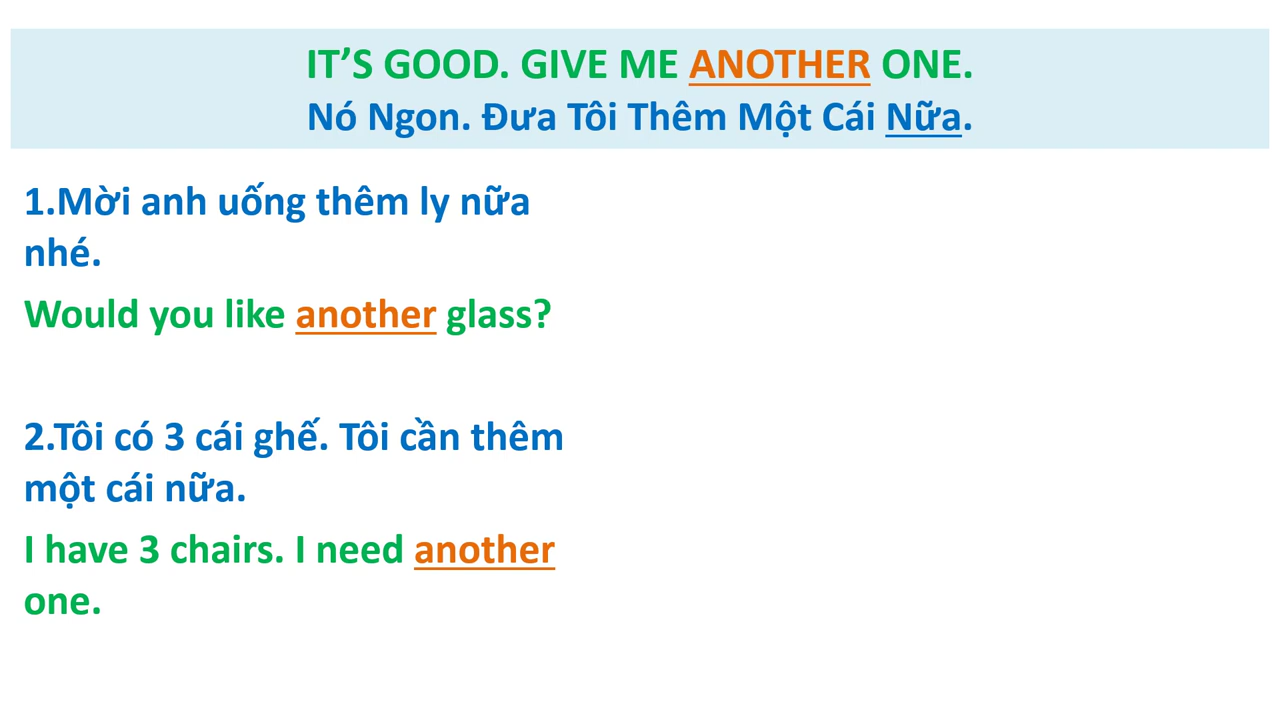 IT’S GOOD. GIVE ME ANOTHER ONE.
Nó Ngon. Đưa Tôi Thêm Một Cái Nữa.
1.Mời anh uống thêm ly nữa
nhé.
Would you like another glass?
2.Tôi có 3 cái ghế. Tôi cần thêm
một cái nữa.
I have 3 chairs. I need another
one.